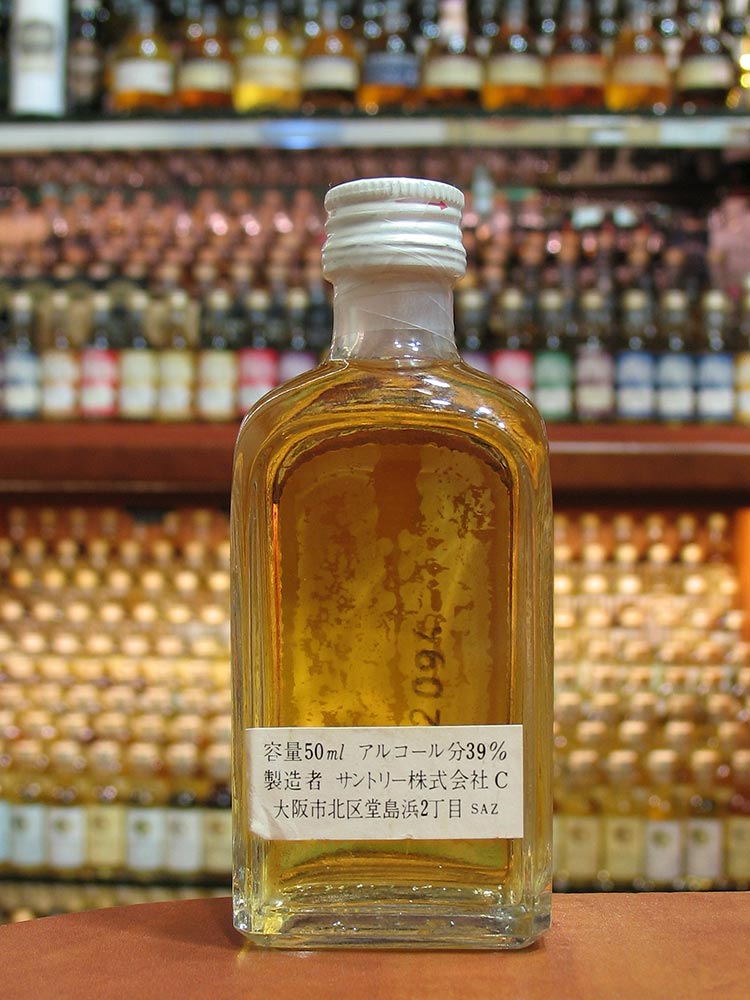 容量50ml アルコール分39%
製造者 サントリー株式会社C
大阪市北区堂島浜2丁目 SAZ